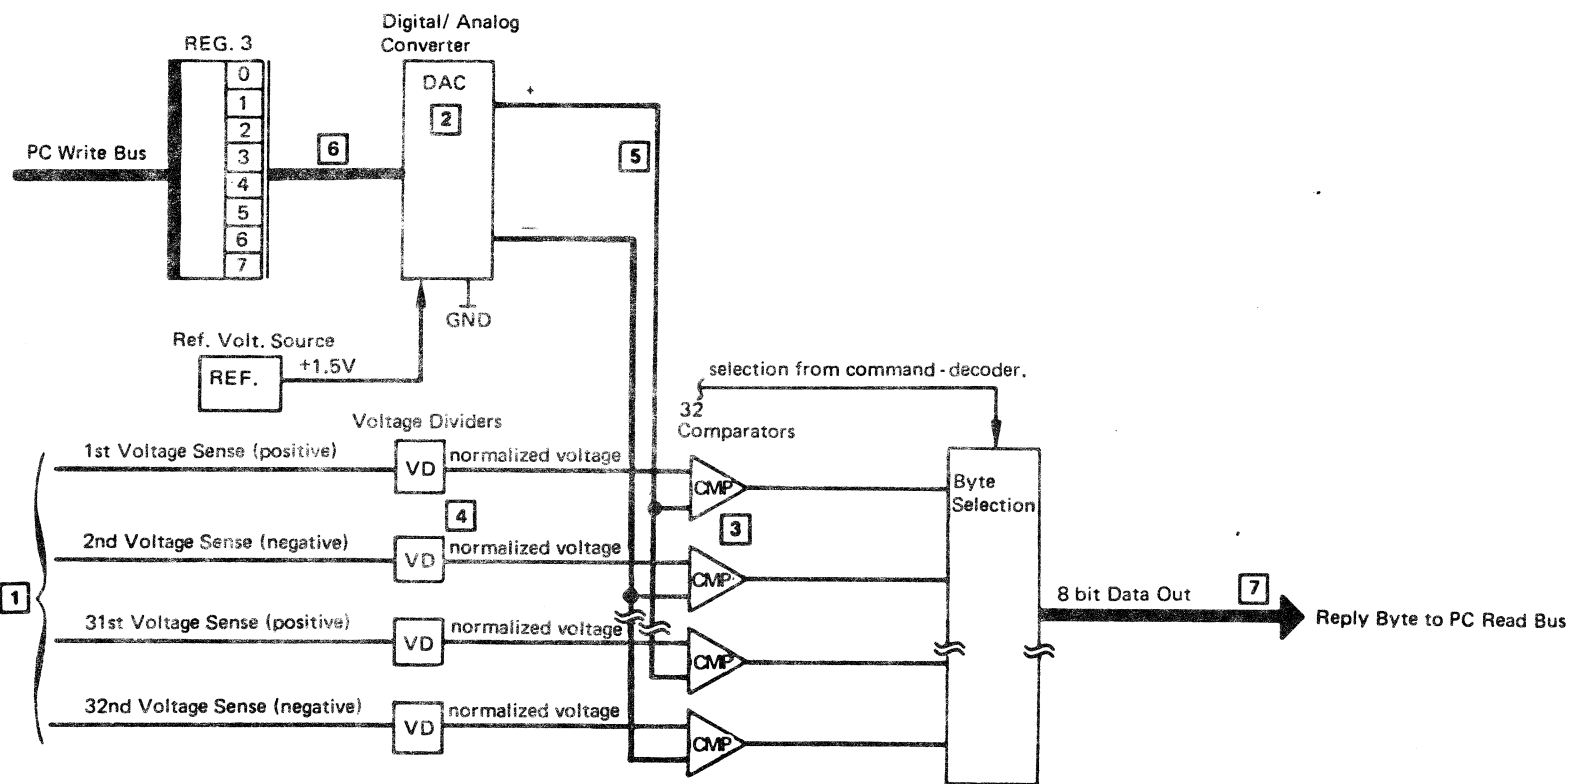 Digital/ Analog
Converter
REG. 3
0
1
2
3
4
5
6
7
DAC
2
+
—
PC Write Bus
6
5
GND
Ref. Volt. Source
REF.
+1.5V
selection from command-decoder.
32
Comparators
Voltage Dividers
1st Voltage Sense (positive)
VD
normalized voltage
CMP
Byte
Selection
4
3
2nd Voltage Sense (negative)
VD
normalized voltage
CMP
1
8 bit Data Out
7
Reply Byte to PC Read Bus
31st Voltage Sense (positive)
VD
normalized voltage
CMP
32nd Voltage Sense (negative)
VD
normalized voltage
CMP